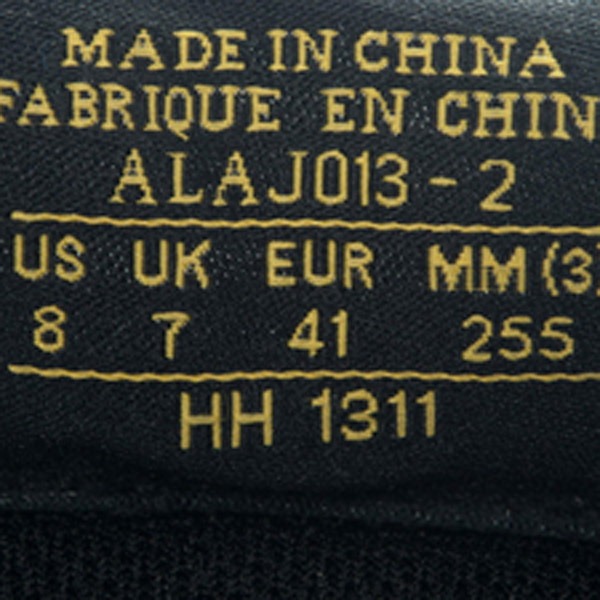 MADE IN CHINA
FABRIQUE EN CHIN
ALAJ013-2
US UK EUR MM (3)
8 7 41 255
HH 1311